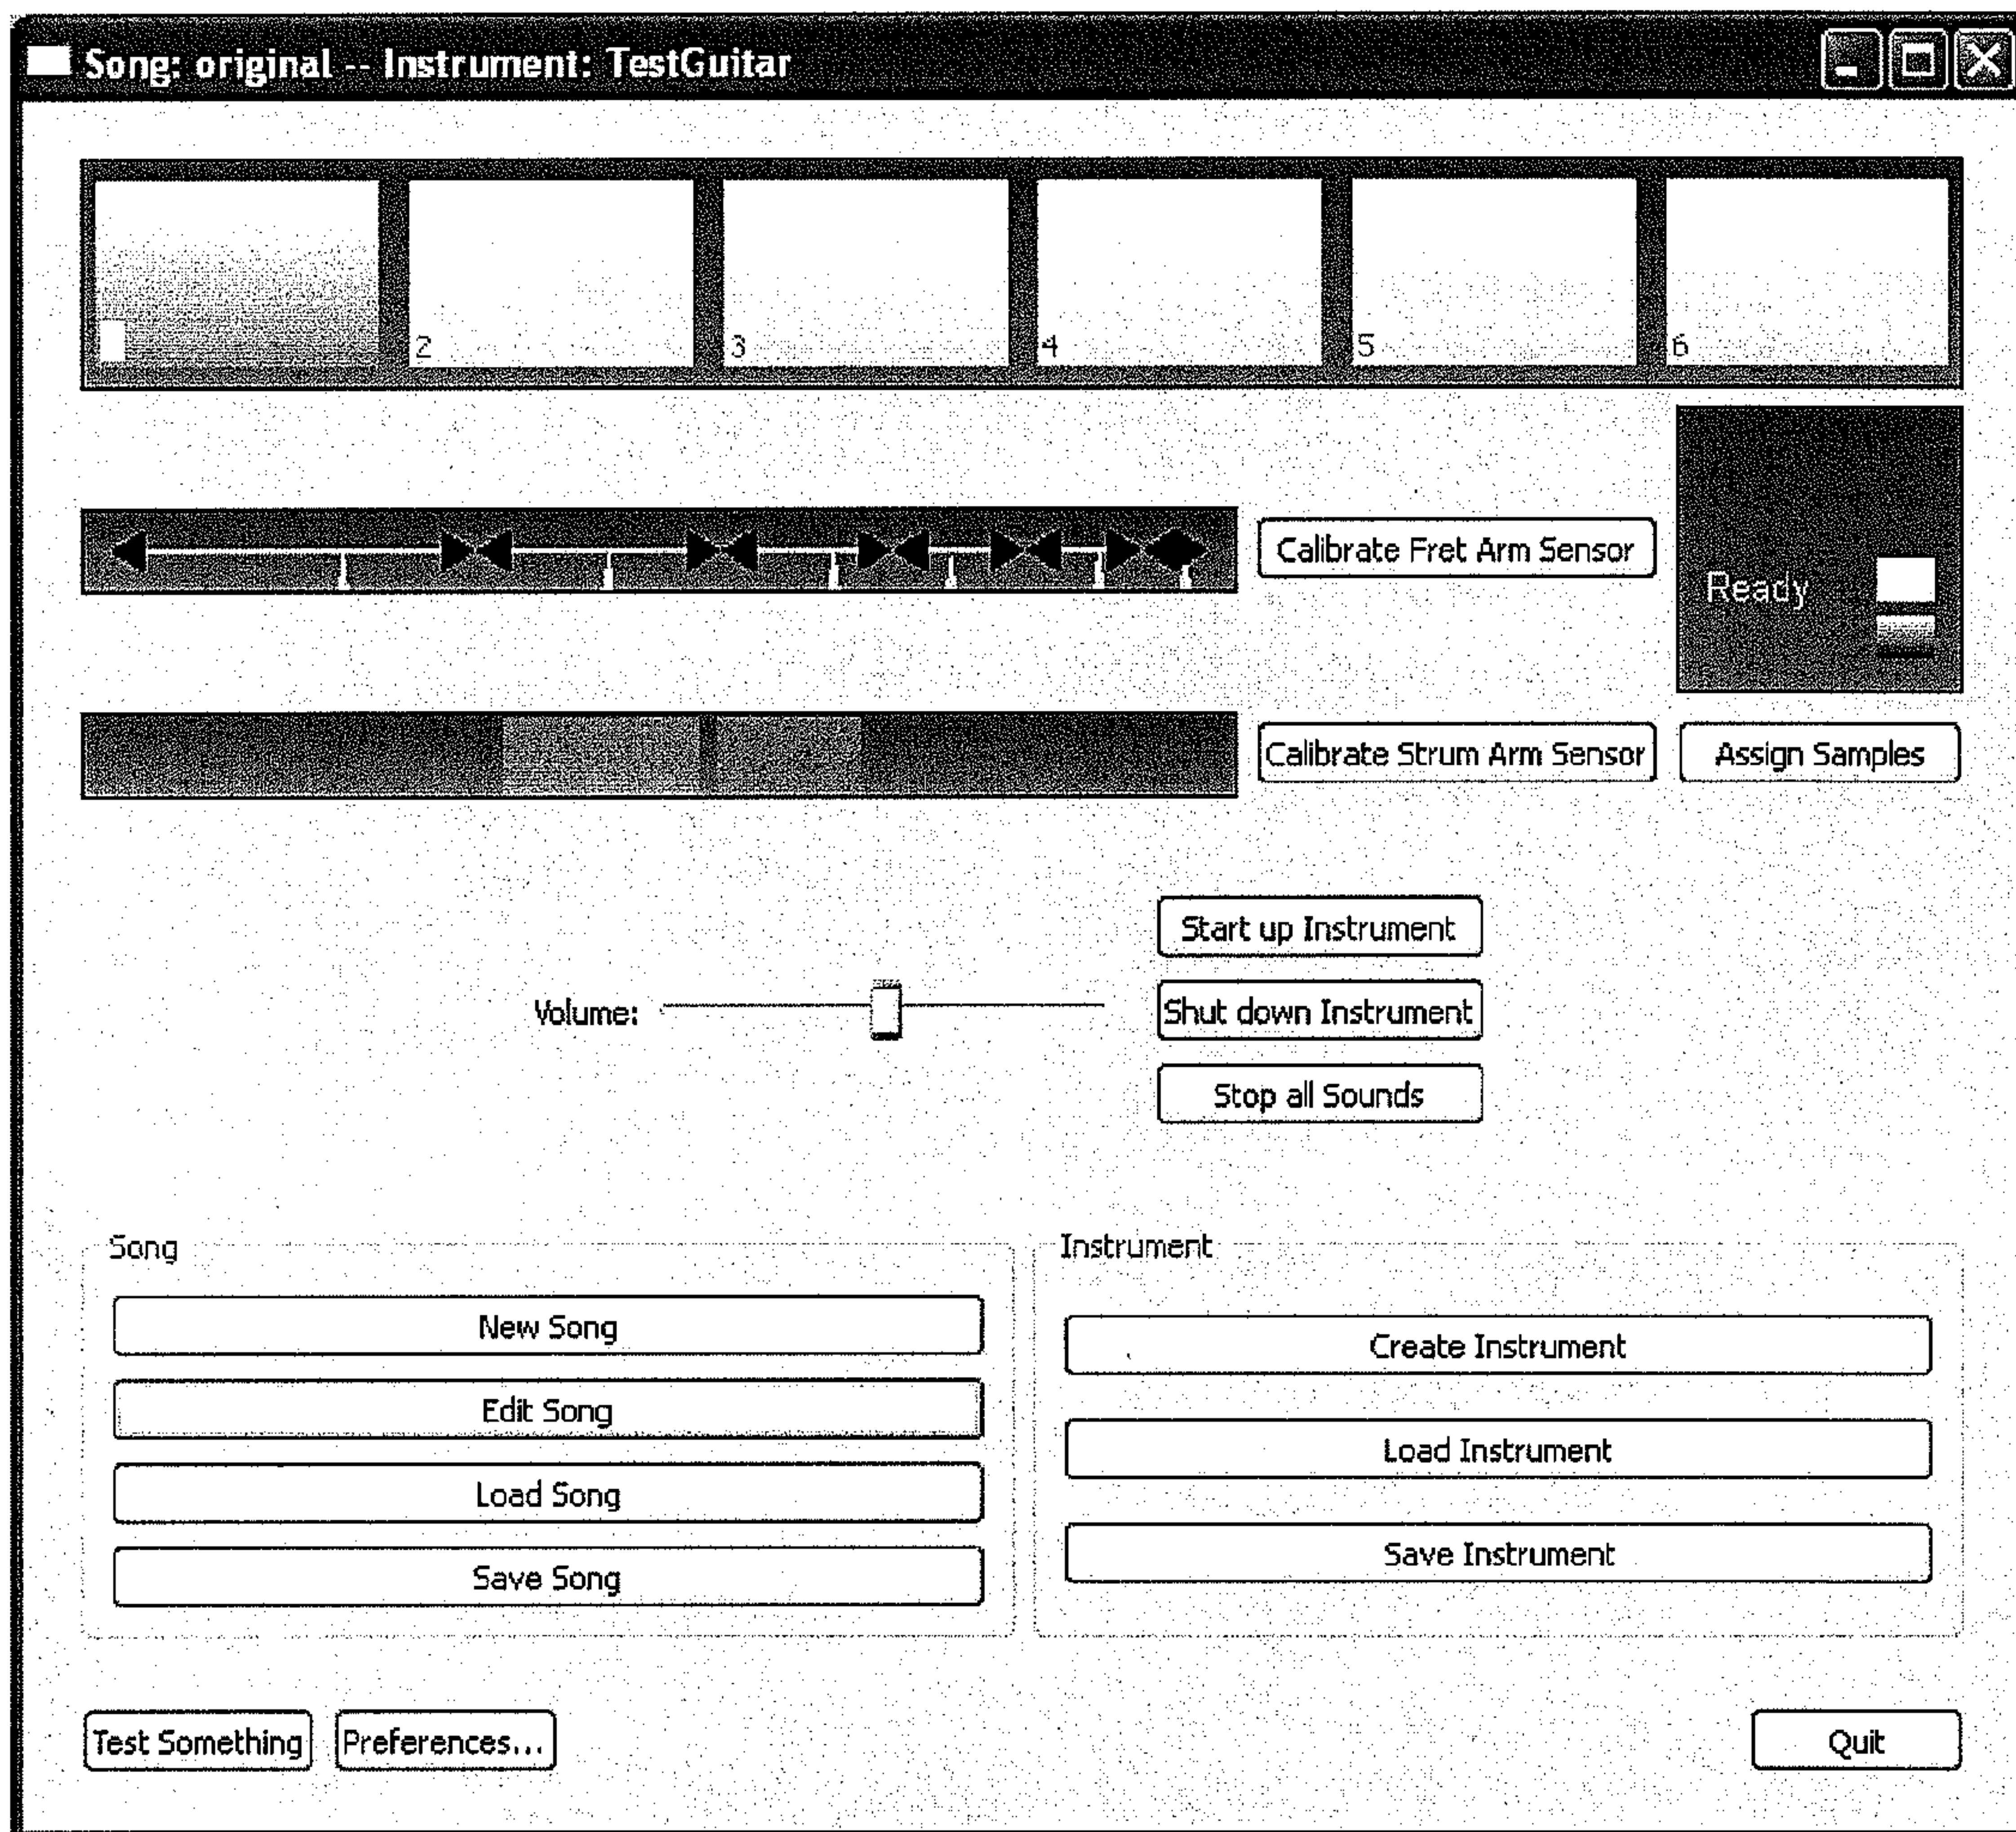 Song: original -- Instrument: TestGuitar
2 3 4 5 6
Calibrate Fret Arm Sensor
Ready
Calibrate Strum Arm Sensor
Assign Samples
Start up Instrument
Volume:
Shut down Instrument
Stop all Sounds
Song
New Song
Edit Song
Load Song
Save Song
Instrument
Create Instrument
Load Instrument
Save Instrument
Test Something
Preferences...
Quit